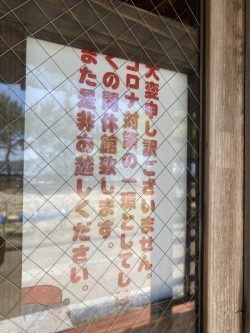 大変申し訳ございません。
コロナ対策の一環としてしば
くの間休館致します。
また是非お越しください。